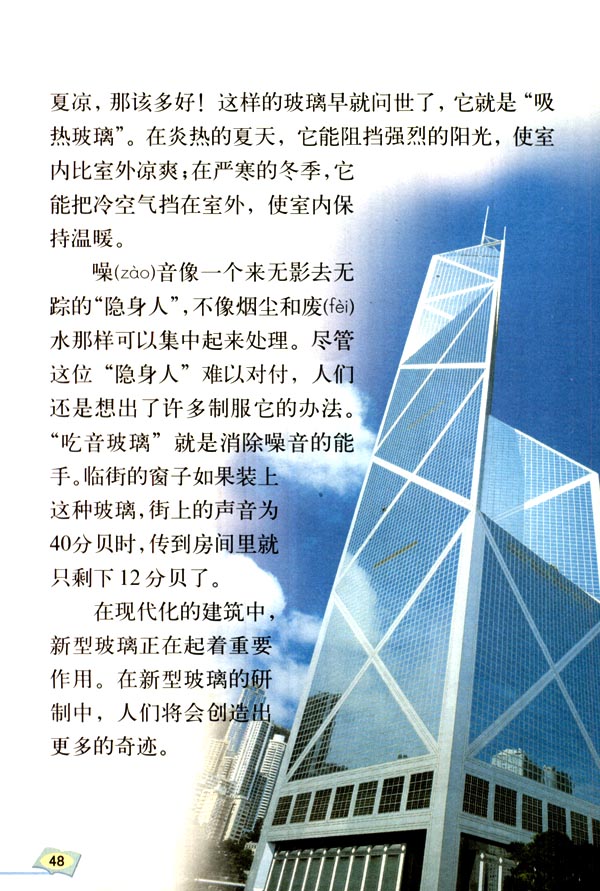 夏凉，那该多好！这样的玻璃早就问世了，它就是“吸
热玻璃”。在炎热的夏天，它能阻挡强烈的阳光，使室
内比室外凉爽；在严寒的冬季，它
能把冷空气挡在室外，使室内保
持温暖。
噪(zào)音像一个来无影去无
踪的“隐身人”，不像烟尘和废(fèi)
水那样可以集中起来处理。尽管
这位“隐身人”难以对付，人们
还是想出了许多制服它的办法。
“吃音玻璃”就是消除噪音的能
手。临街的窗子如果装上
这种玻璃，街上的声音为
40分贝时，传到房间里就
只剩下12分贝了。
在现代化的建筑中，
新型玻璃正在起着重要
作用。在新型玻璃的研
制中，人们将会创造出
更多的奇迹。
48